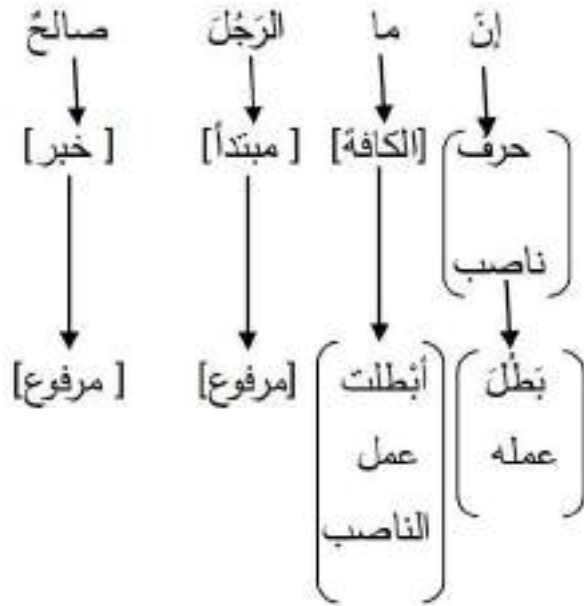 إنّ ما الرَجُلَ صالحٌ
[حرف ناصب] [الكافة] [مبتدأ] [خبر]
[بَطُلَ عمله] [أبْطلت عمل الناصب] [مرفوع] [مرفوع]